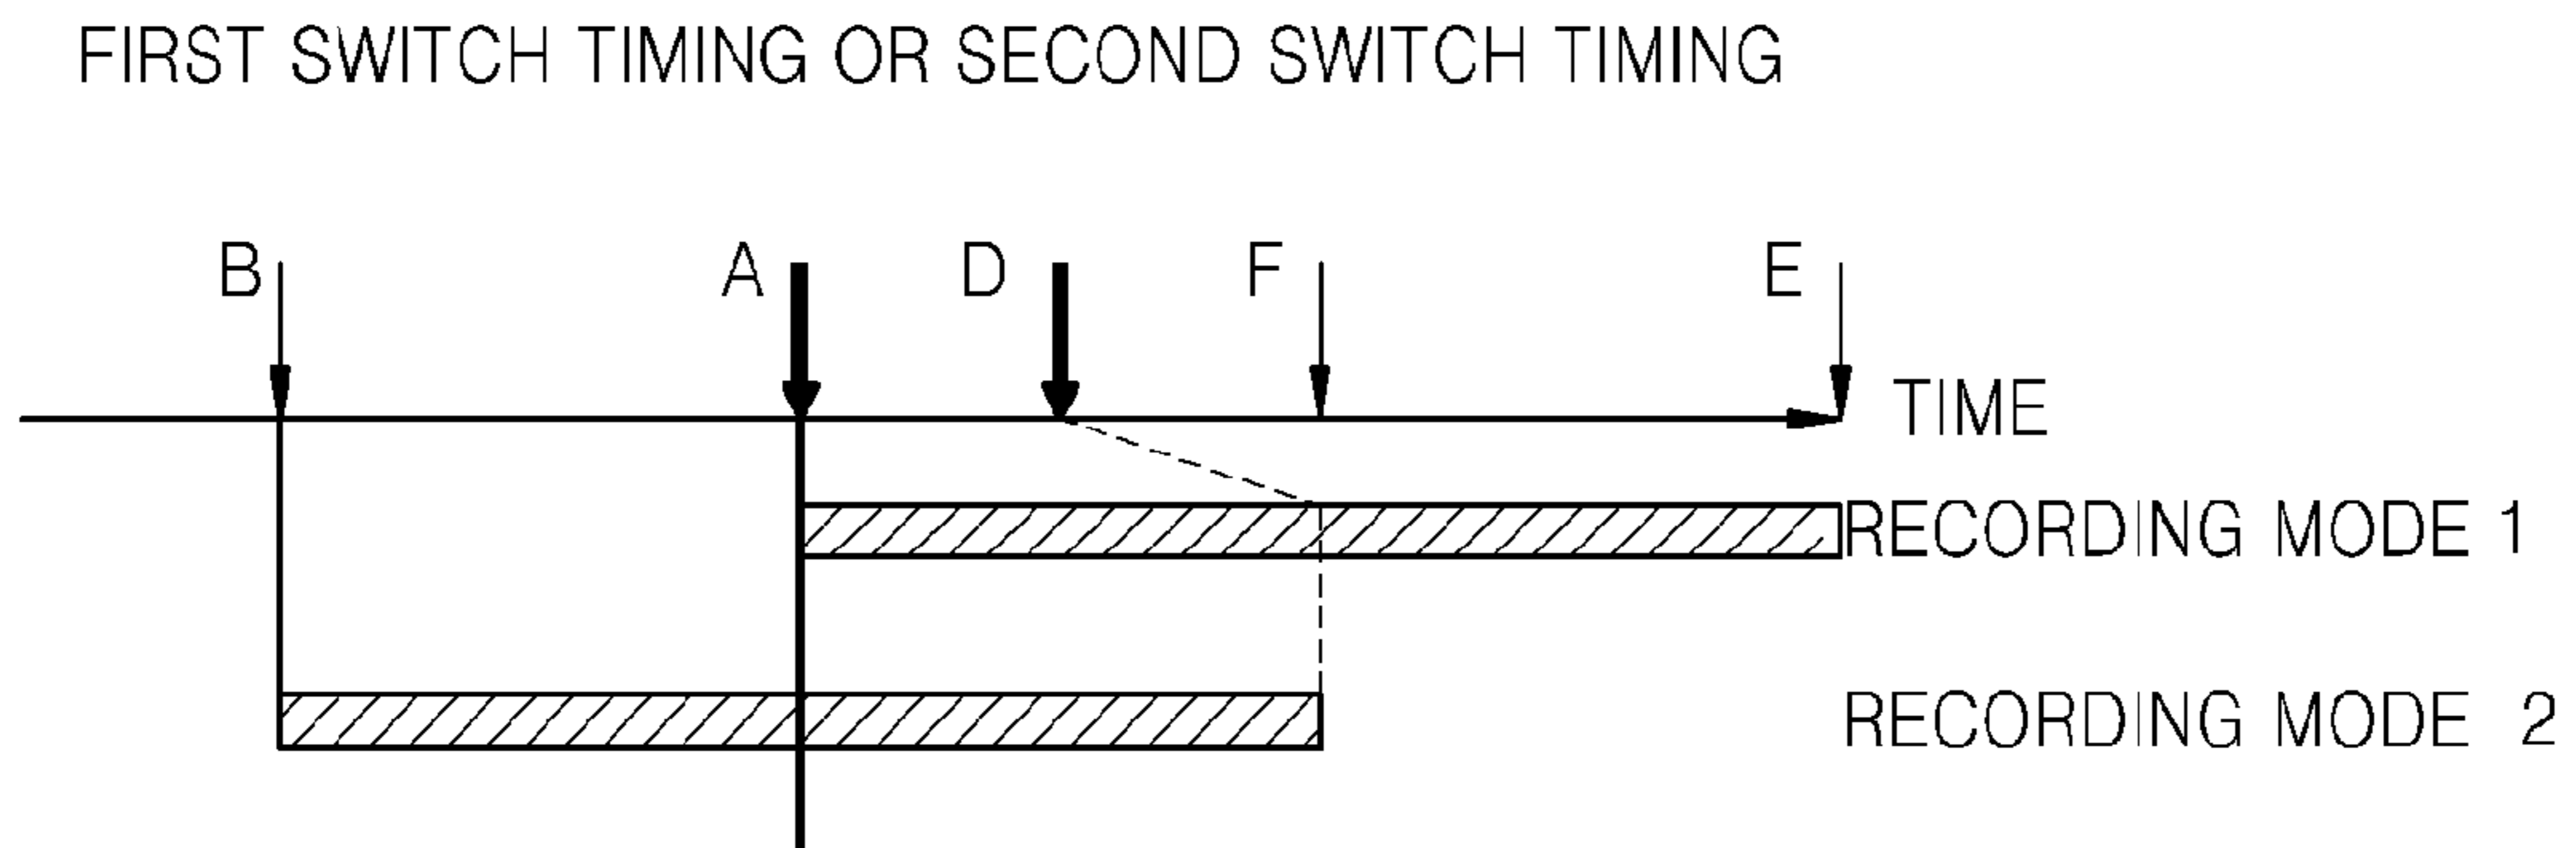 FIRST SWITCH TIMING OR SECOND SWITCH TIMING
B A D F E
TIME
RECORDING MODE 1
RECORDING MODE 2